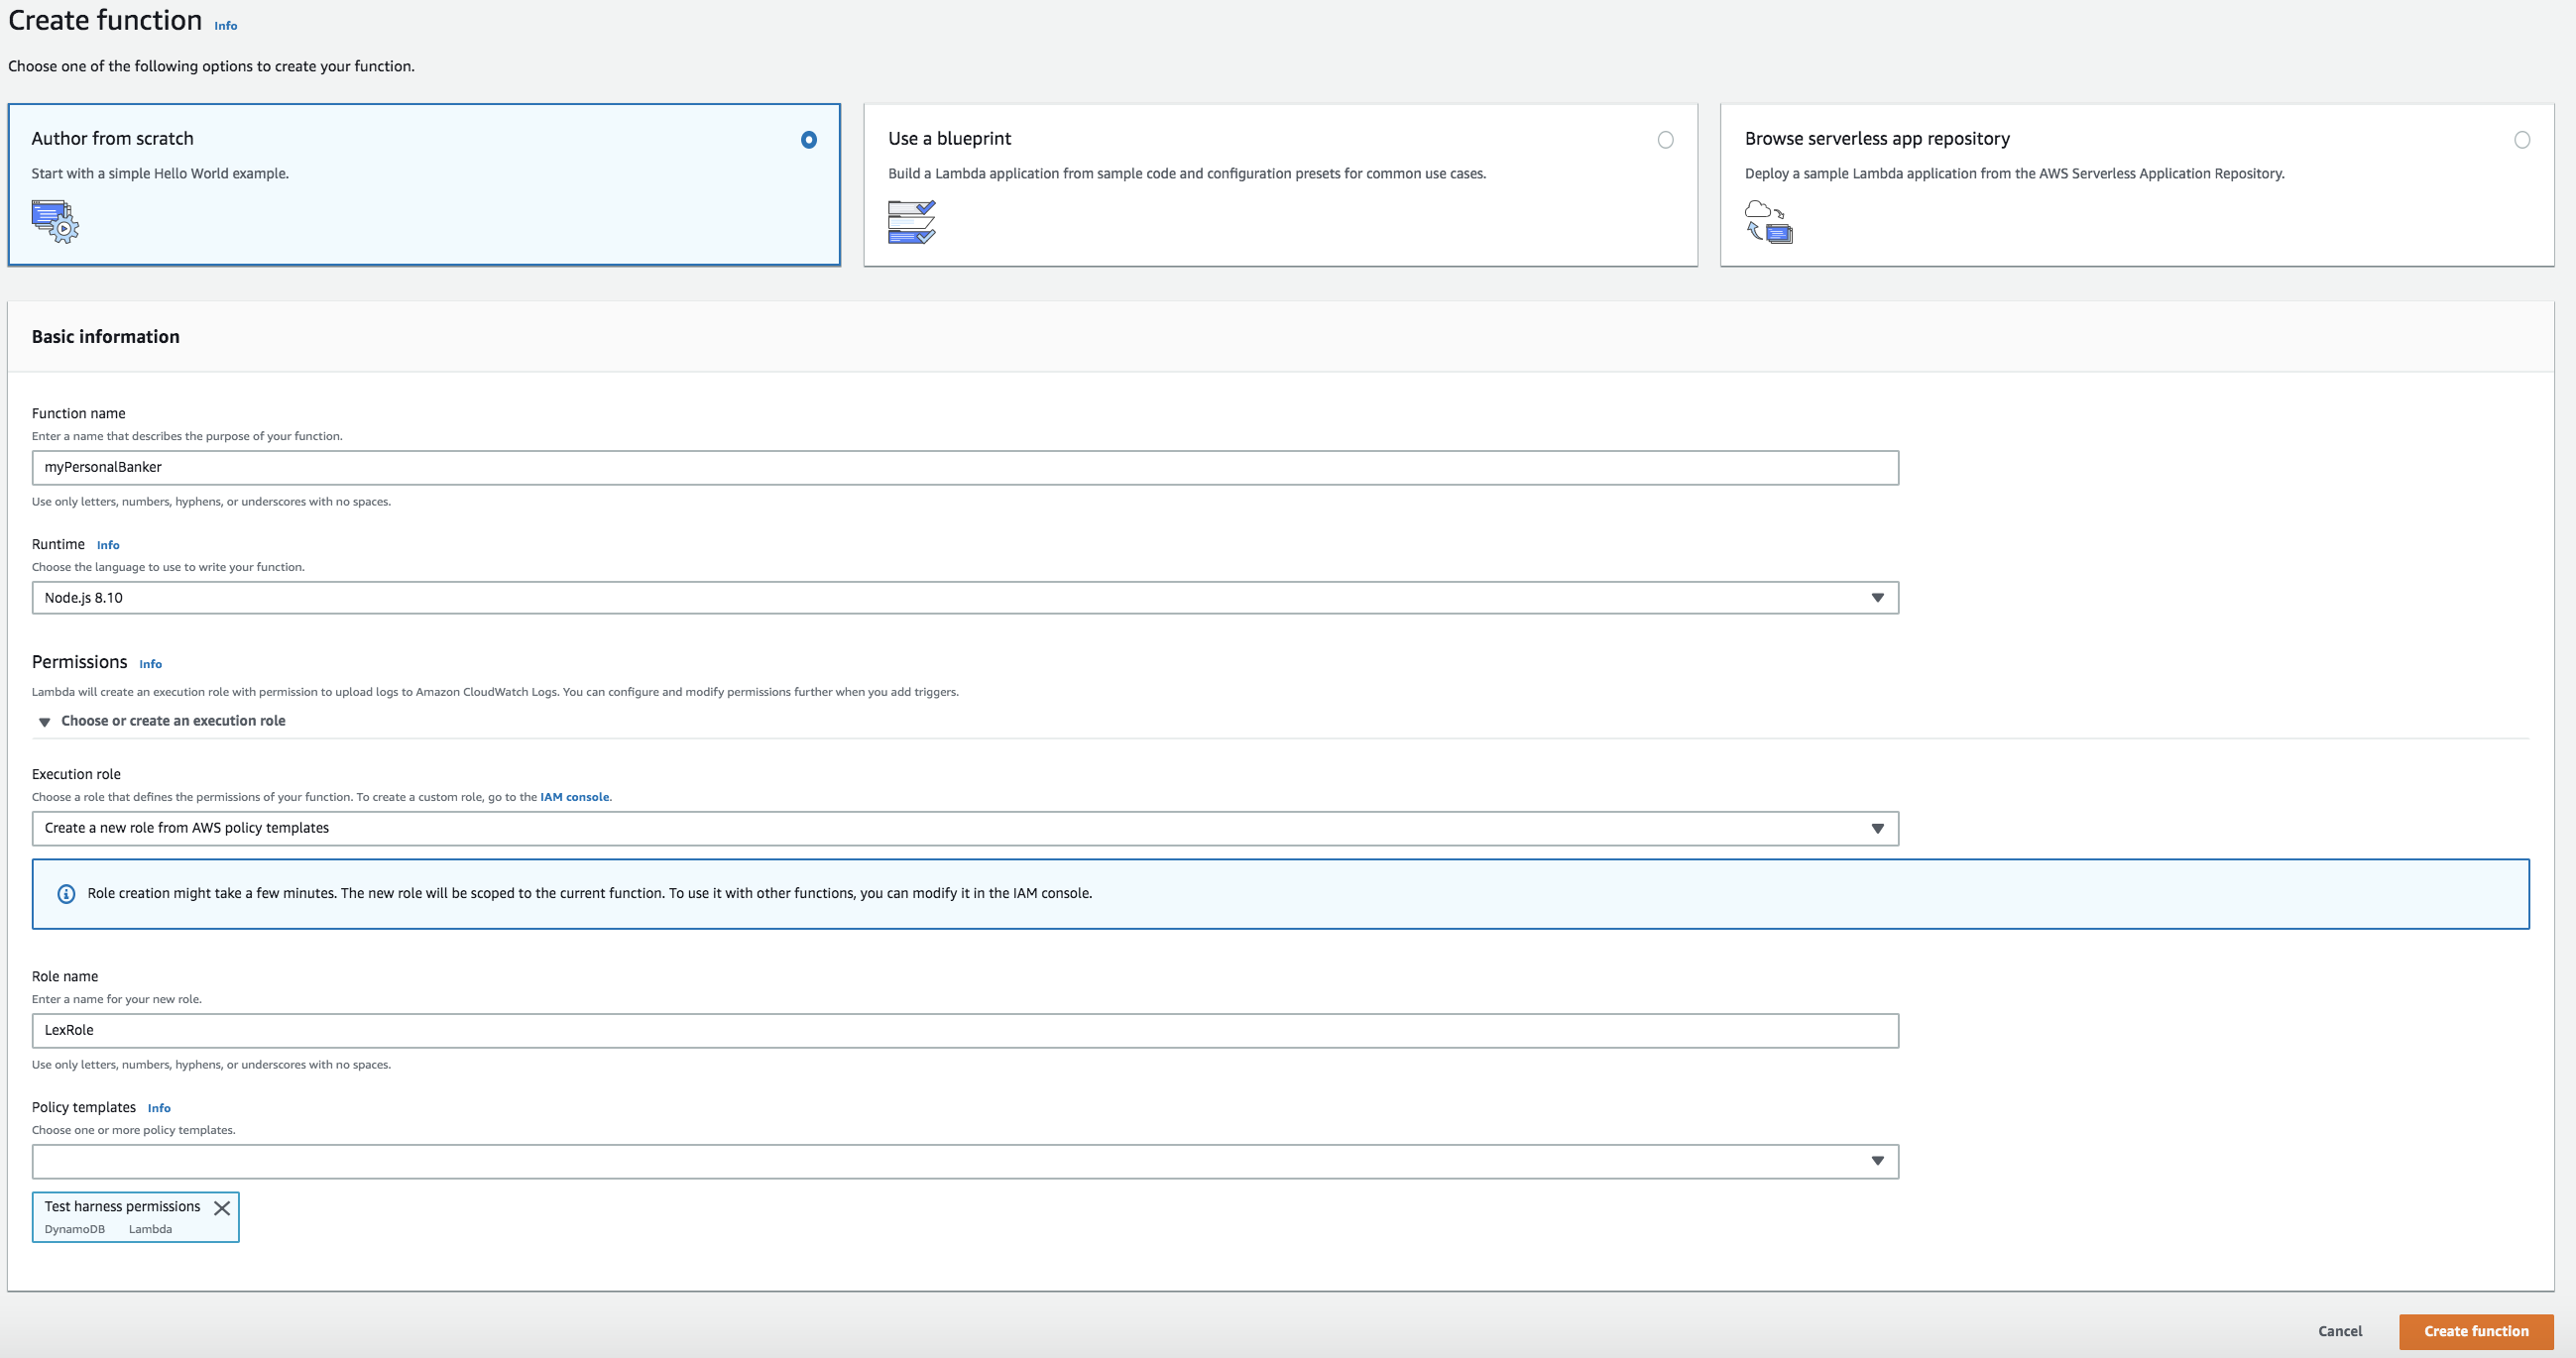 Create function Info
Choose one of the following options to create your function.
Author from scratch
Start with a simple Hello World example.
Use a blueprint
Build a Lambda application from sample code and configuration presets for common use cases.
Browse serverless app repository
Deploy a sample Lambda application from the AWS Serverless Application Repository.
Basic information
Function name
Enter a name that describes the purpose of your function.
myPersonalBanker
Use only letters, numbers, hyphens, or underscores with no spaces.
Runtime Info
Choose the language to use to write your function.
Node.js 8.10
Permissions Info
Lambda will create an execution role with permission to upload logs to Amazon CloudWatch Logs. You can configure and modify permissions further when you add triggers.
Choose or create an execution role
Execution role
Choose a role that defines the permissions of your function. To create a custom role, go to the IAM console.
Create a new role from AWS policy templates
Role creation might take a few minutes. The new role will be scoped to the current function. To use it with other functions, you can modify it in the IAM console.
Role name
Enter a name for your new role.
LexRole
Use only letters, numbers, hyphens, or underscores with no spaces.
Policy templates Info
Choose one or more policy templates.
Test harness permissions
DynamoDB Lambda
Cancel Create function